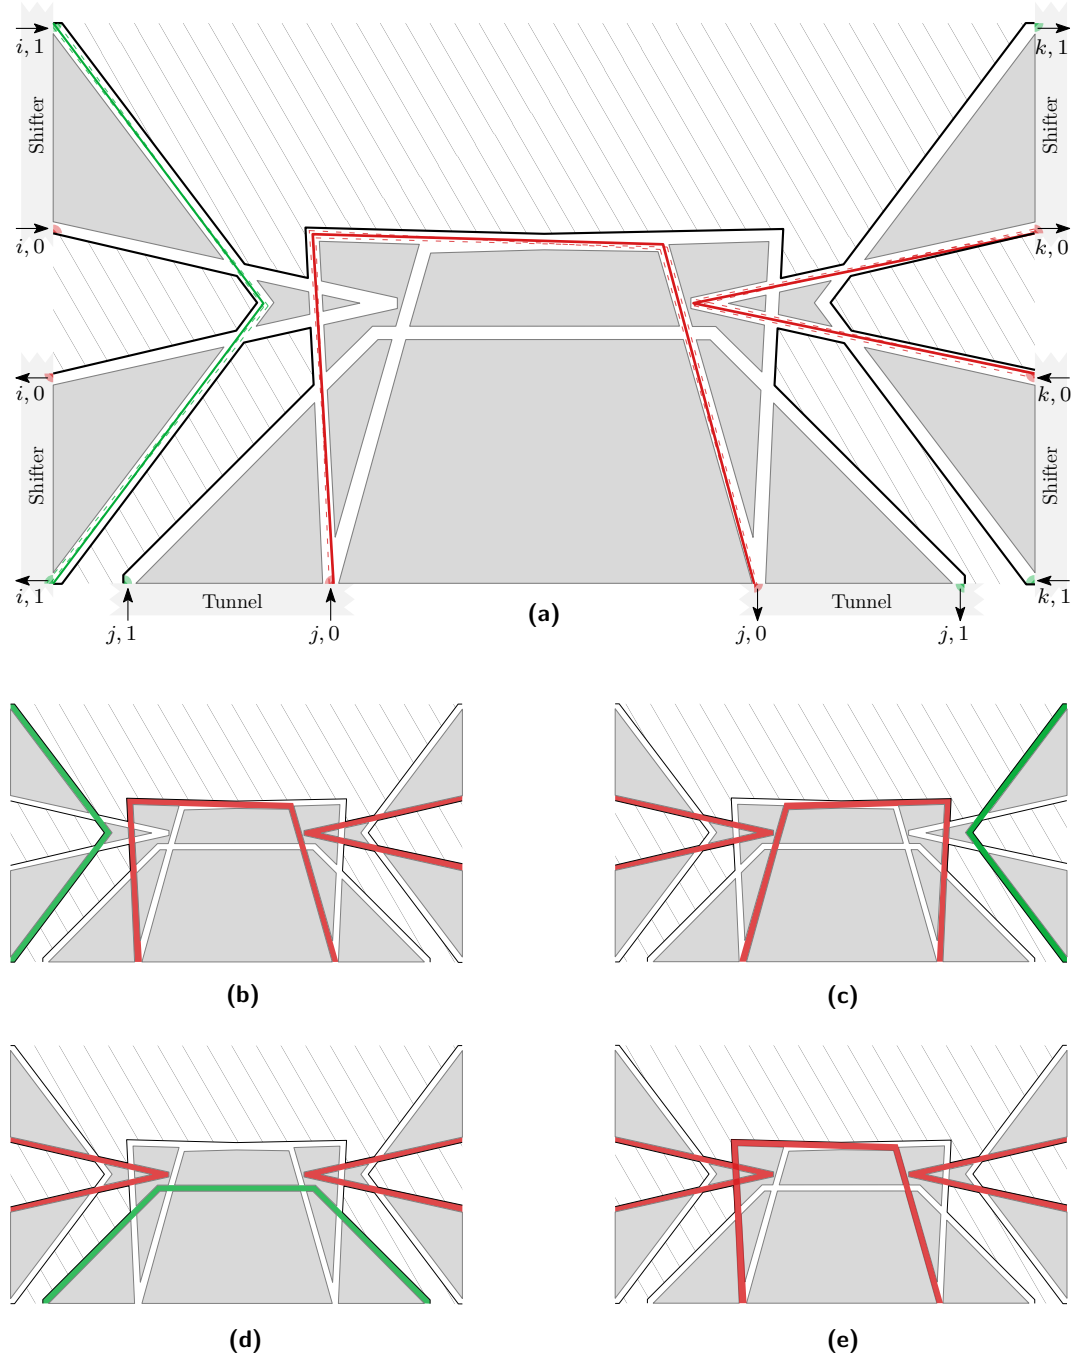 i, 1
k, 1
Shifter
Shifter
i, 0
k, 0
i, 0
k, 0
Shifter
Shifter
i, 1
k, 1
Tunnel
(a)
Tunnel
j, 1
j, 0
j, 0
j, 1
(b)
(c)
(d)
(e)